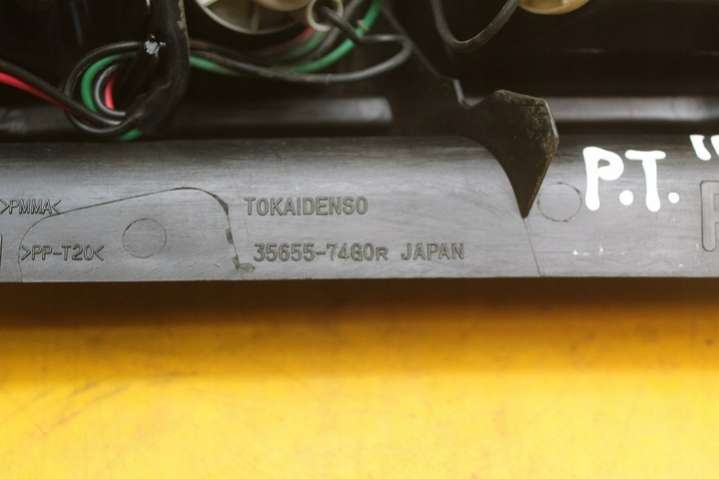 >PMMA<
>PP-T20<
TOKAIDENSO
35655-74G0R JAPAN
P.T. "